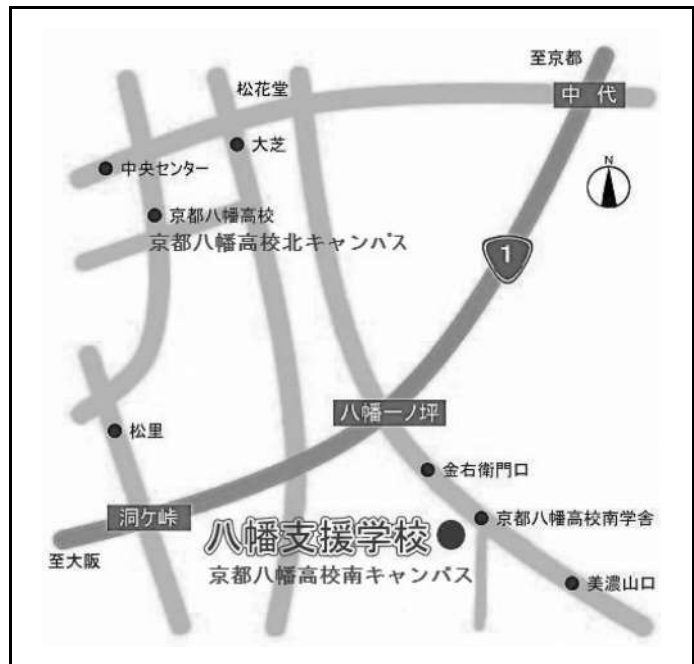 至京都
松花堂
中代
大芝
N
中央センター
京都八幡高校
京都八幡高校北キャンパス
1
八幡一ノ坪
松里
金右衛門口
洞ケ峠
八幡支援学校
京都八幡高校南学舎
至大阪
京都八幡高校南キャンパス
美濃山口